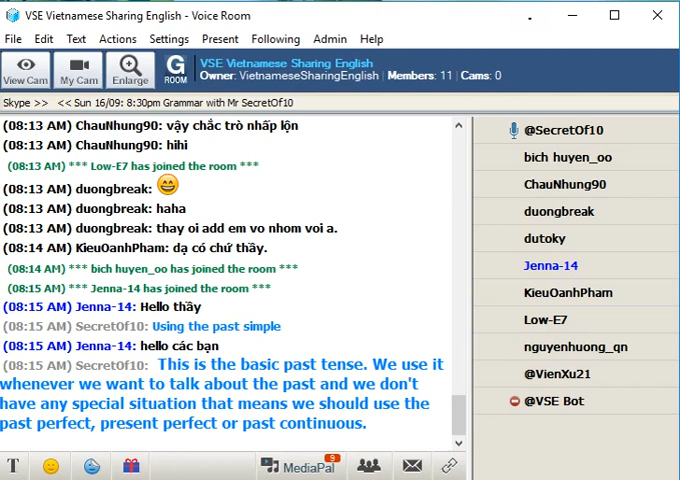 VSE Vietnamese Sharing English - Voice Room
File Edit Text Actions Settings Present Following Admin Help
View Cam My Cam Enlarge G ROOM
VSE Vietnamese Sharing English
Owner: VietnameseSharingEnglish | Members: 11 | Cams: 0
Skype >> << Sun 16/09: 8:30pm Grammar with Mr SecretOf10
(08:13 AM) ChauNhung90: vậy chắc trò nhấp lộn
(08:13 AM) ChauNhung90: hihi
(08:13 AM) *** Low-E7 has joined the room ***
(08:13 AM) duongbreak:
(08:13 AM) duongbreak: haha
(08:13 AM) duongbreak: thay oi add em vo nhom voi a.
(08:14 AM) KieuOanhPham: dạ có chứ thầy.
(08:14 AM) *** bich huyen_oo has joined the room ***
(08:15 AM) *** Jenna-14 has joined the room ***
(08:15 AM) Jenna-14: Hello thầy
(08:15 AM) SecretOf10: Using the past simple
(08:15 AM) Jenna-14: hello các bạn
(08:15 AM) SecretOf10: This is the basic past tense. We use it
whenever we want to talk about the past and we don't
have any special situation that means we should use the
past perfect, present perfect or past continuous.
@SecretOf10
bich huyen_oo
ChauNhung90
duongbreak
dutoky
Jenna-14
KieuOanhPham
Low-E7
nguyenhuong_qn
@VienXu21
@VSE Bot
T MediaPal 9